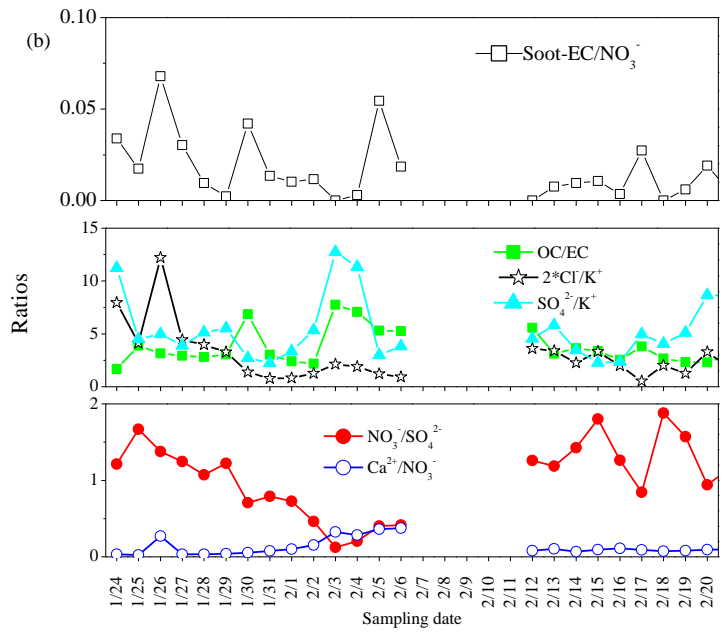 (b)
0.10
0.05
0.00
Soot-EC/NO₃⁻
15
10
5
0
OC/EC
2*Cl⁻/K⁺
SO₄²⁻/K⁺
Ratios
2
1
0
NO₃⁻/SO₄²⁻
Ca²⁺/NO₃⁻
1/24 1/25 1/26 1/27 1/28 1/29 1/30 1/31 2/1 2/2 2/3 2/4 2/5 2/6 2/7 2/8 2/9 2/10 2/11 2/12 2/13 2/14 2/15 2/16 2/17 2/18 2/19 2/20
Sampling date